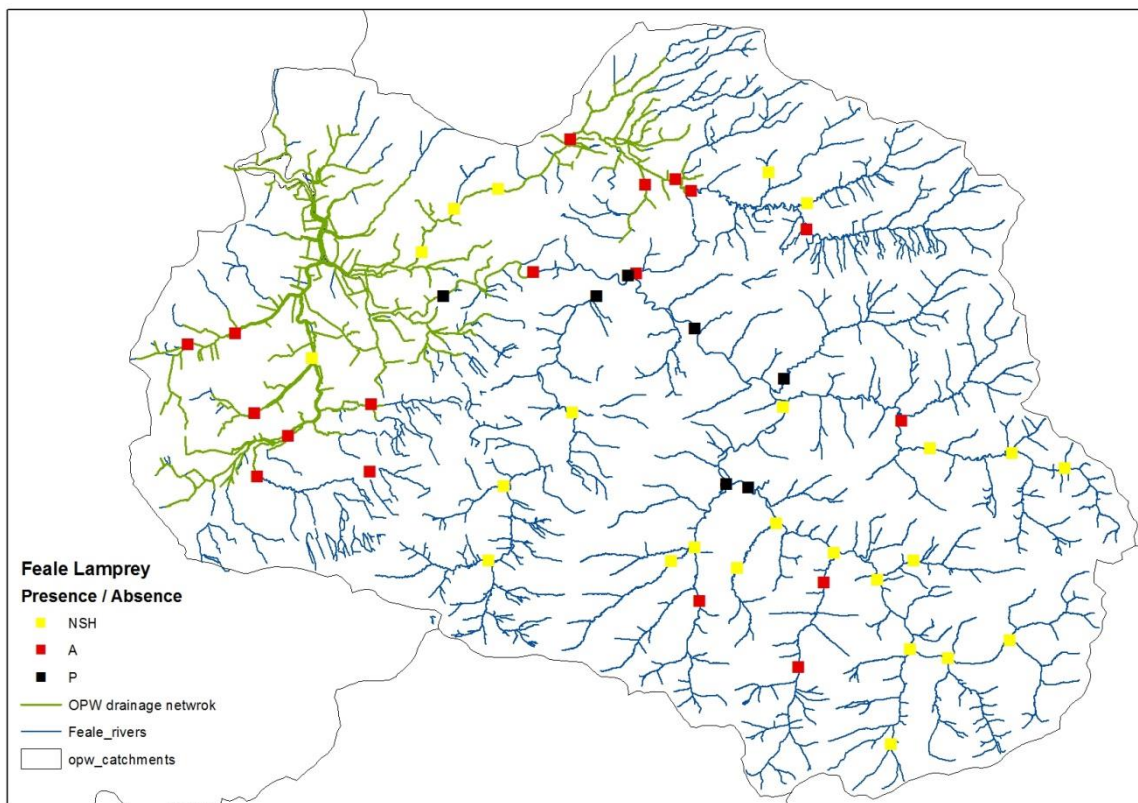 Feale Lamprey
Presence / Absence
NSH
A
P
OPW drainage netwrok
Feale_rivers
opw_catchments